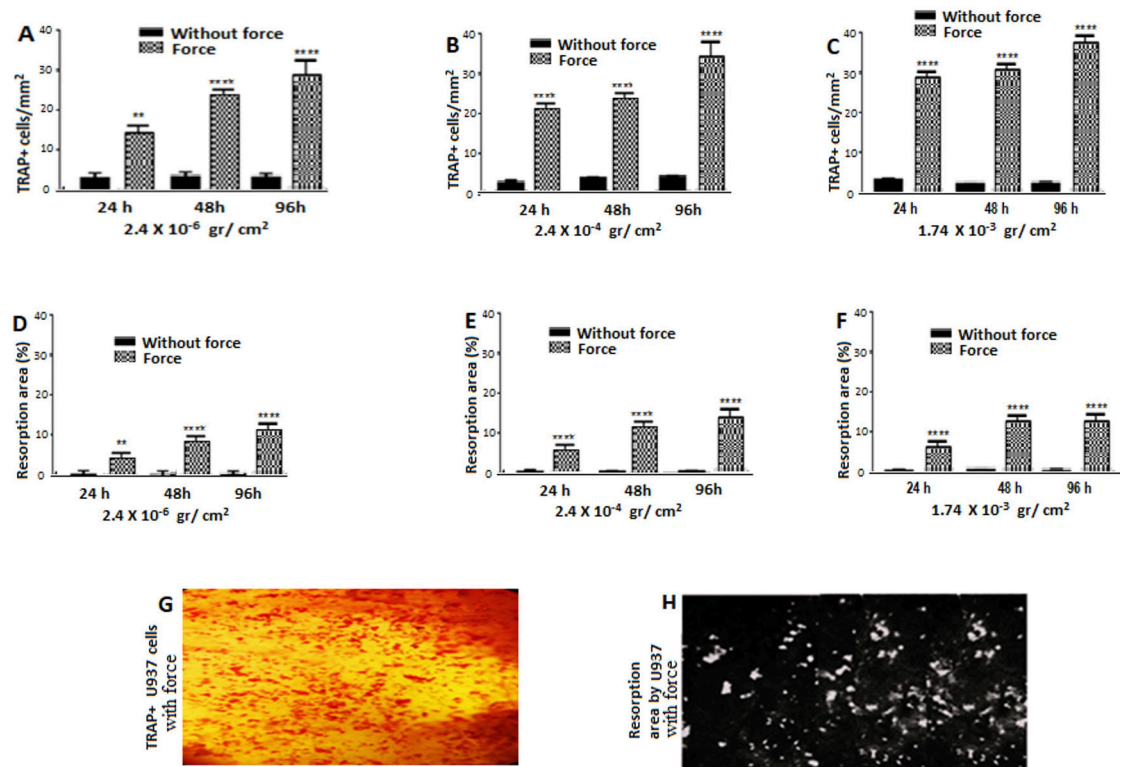 A
Without force
Force
TRAP+ cells/mm²
40
30
20
10
0
**
****
****
24 h
48h
96h
2.4 X 10⁻⁶ gr/ cm²
B
Without force
Force
TRAP+ cells/mm²
40
30
20
10
0
****
****
****
24 h
48h
96h
2.4 X 10⁻⁴ gr/ cm²
C
Without force
Force
TRAP+ cells/mm²
40
30
20
10
0
****
****
****
24 h
48 h
96 h
1.74 X 10⁻³ gr/cm²
D
Without force
Force
Resorption area (%)
40
30
20
10
0
**
****
****
24 h
48h
96h
2.4 X 10⁻⁶ gr/ cm²
E
Without force
Force
Resorption area (%)
40
30
20
10
0
****
****
****
24 h
48h
96h
2.4 X 10⁻⁴ gr/ cm²
F
Without force
Force
Resorption area (%)
40
30
20
10
0
****
****
****
24 h
48 h
96 h
1.74 X 10⁻³ gr/cm²
G
TRAP+ U937 cells
with force
H
Resorption
area by U937
with force